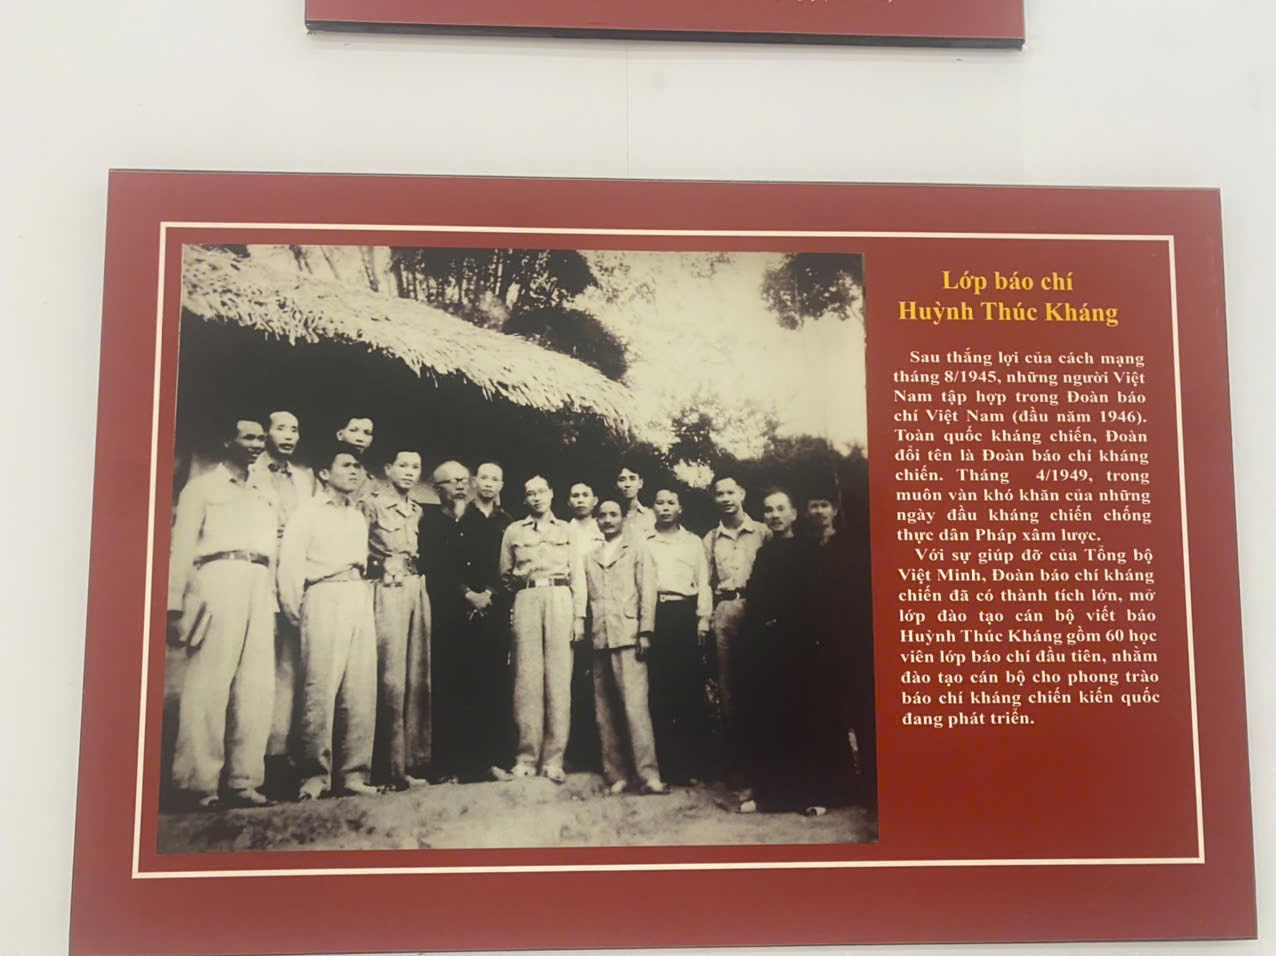 Lớp báo chí
Huỳnh Thúc Kháng
Sau thắng lợi của cách mạng
tháng 8/1945, những người Việt
Nam tập hợp trong Đoàn báo
chí Việt Nam (đầu năm 1946).
Toàn quốc kháng chiến, Đoàn
đổi tên là Đoàn báo chí kháng
chiến. Tháng 4/1949, trong
muôn vàn khó khăn của những
ngày đầu kháng chiến chống
thực dân Pháp xâm lược.
Với sự giúp đỡ của Tổng bộ
Việt Minh, Đoàn báo chí kháng
chiến đã có thành tích lớn, mở
lớp đào tạo cán bộ viết báo
Huỳnh Thúc Kháng gồm 60 học
viên lớp báo chí đầu tiên, nhằm
đào tạo cán bộ cho phong trào
báo chí kháng chiến kiến quốc
đang phát triển.